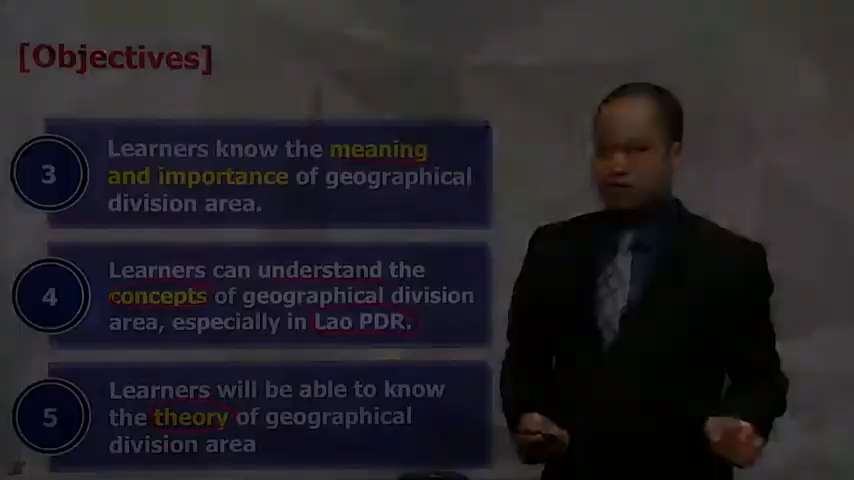 [Objectives]
3
Learners know the meaning
and importance of geographical
division area.
4
Learners can understand the
concepts of geographical division
area, especially in Lao PDR.
5
Learners will be able to know
the theory of geographical
division area